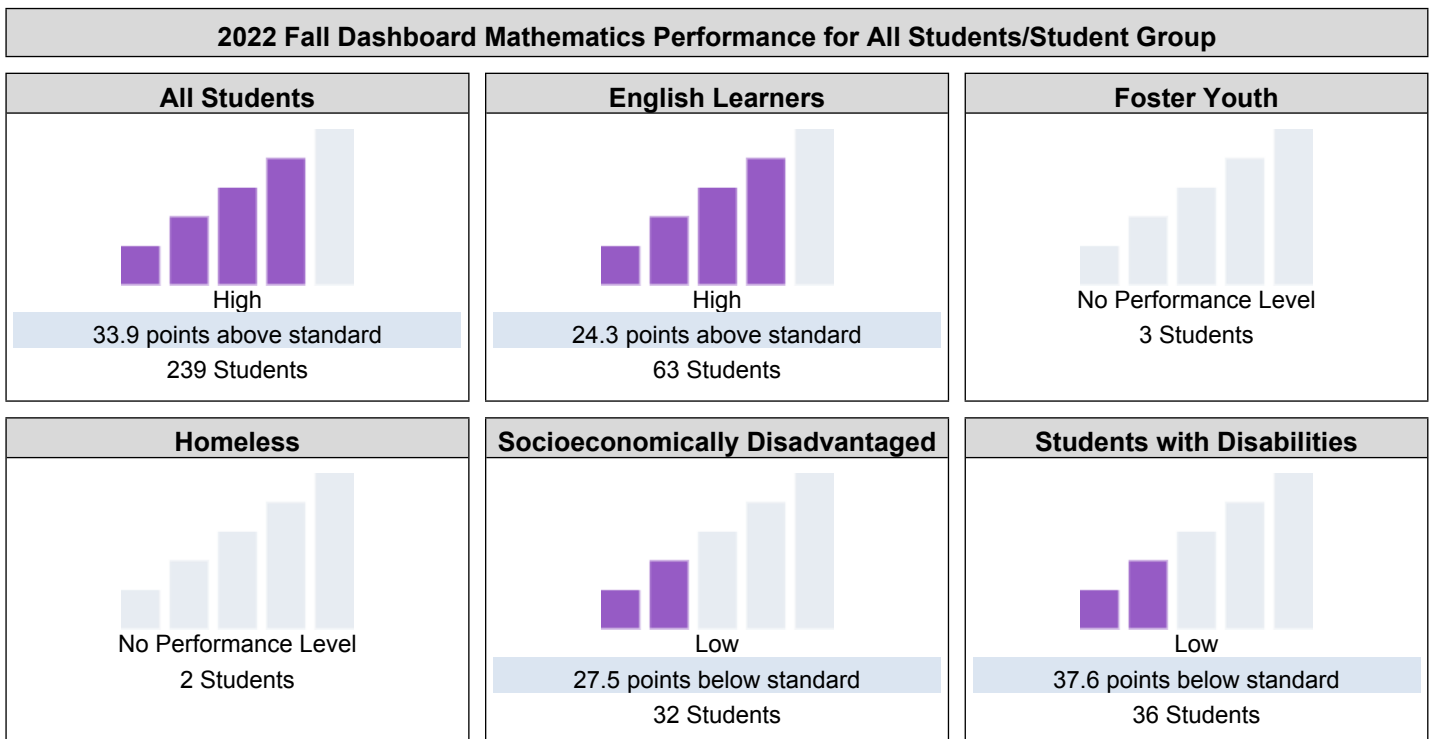 2022 Fall Dashboard Mathematics Performance for All Students/Student Group
All Students
High
33.9 points above standard
239 Students
English Learners
High
24.3 points above standard
63 Students
Foster Youth
No Performance Level
3 Students
Homeless
No Performance Level
2 Students
Socioeconomically Disadvantaged
Low
27.5 points below standard
32 Students
Students with Disabilities
Low
37.6 points below standard
36 Students